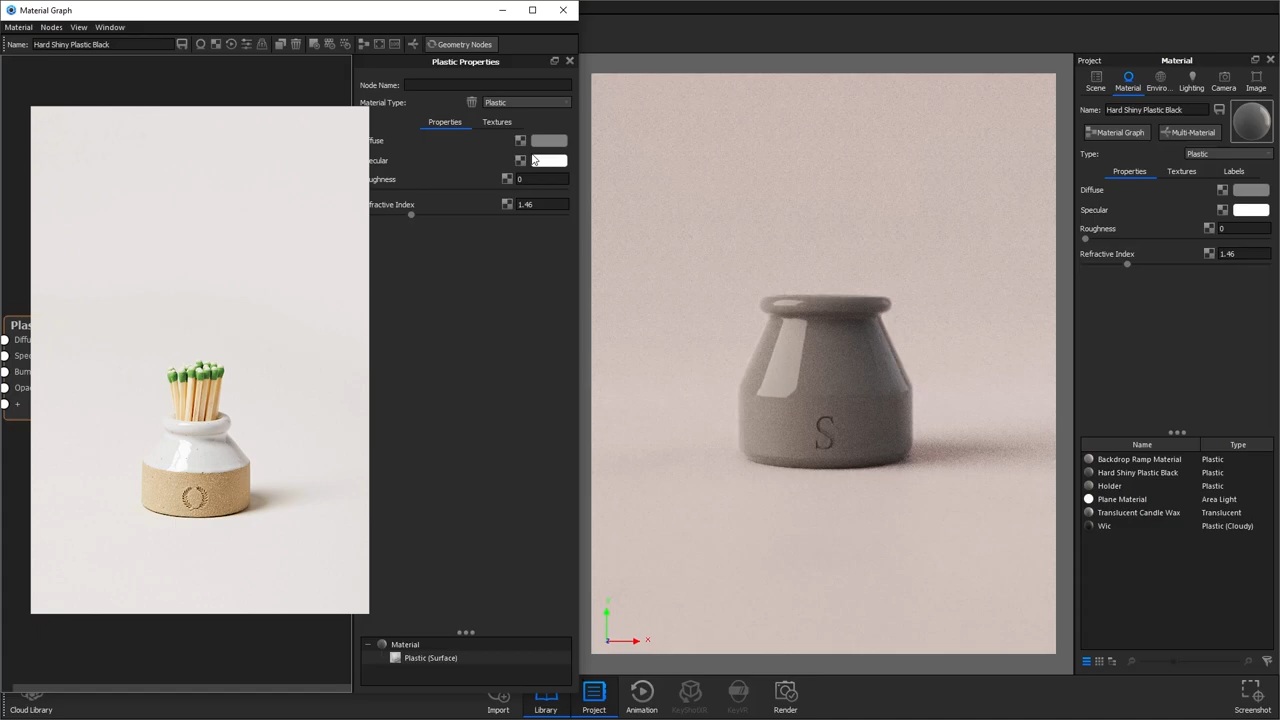 Material Graph
Material Nodes View Window
Name: Hard Shiny Plastic Black
Geometry Nodes
Plastic Properties
Node Name:
Material Type: Plastic
Properties Textures
ffuse
ecular
ughness 0
fractive Index 1.46
Plas
Diffu
Spec
Bum
Opa
+
Material
Plastic (Surface)
S
X
Project Material
Scene Material Enviro... Lighting Camera Image
Name: Hard Shiny Plastic Black
Material Graph Multi-Material
Type: Plastic
Properties Textures Labels
Diffuse
Specular
Roughness 0
Refractive Index 1.46
Name Type
Backdrop Ramp Material Plastic
Hard Shiny Plastic Black Plastic
Holder Plastic
Plane Material Area Light
Translucent Candle Wax Translucent
Wic Plastic (Cloudy)
Cloud Library Import Library Project Animation KeyShotXR KeyVR Render Screenshot